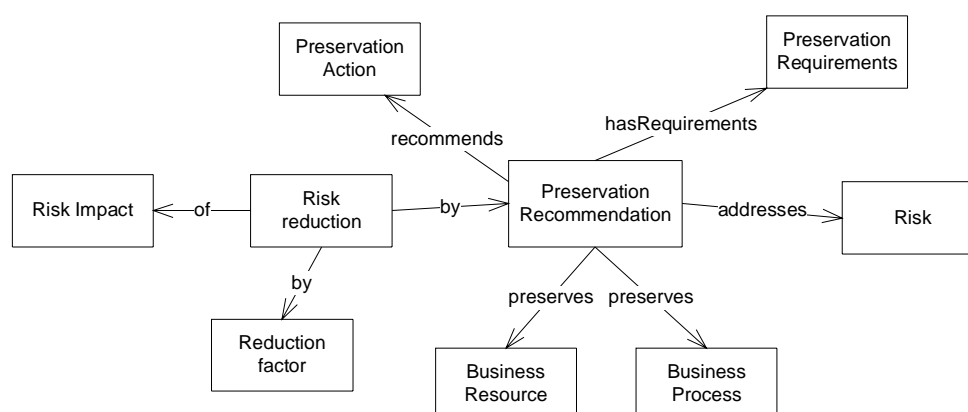 Preservation
Action
Preservation
Requirements
recommends
hasRequirements
Risk Impact
of
Risk
reduction
by
Preservation
Recommendation
addresses
Risk
by
preserves
preserves
Reduction
factor
Business
Resource
Business
Process